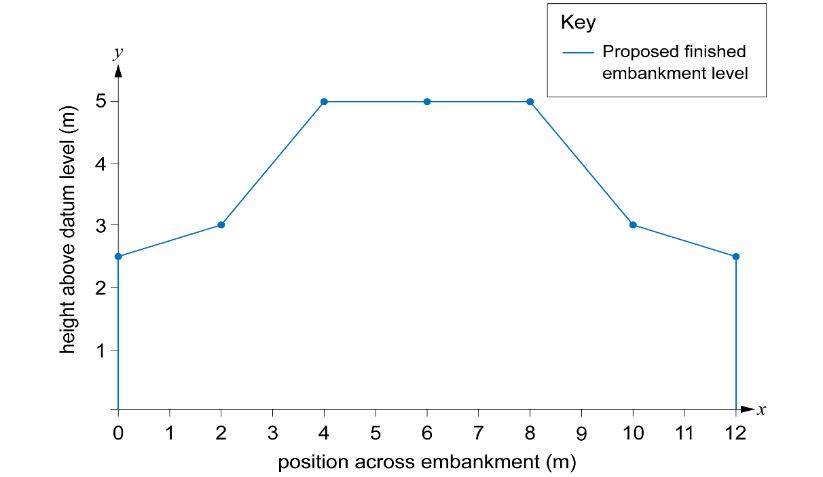 Key
Proposed finished
embankment level
y
height above datum level (m)
5
4
3
2
1
0 1 2 3 4 5 6 7 8 9 10 11 12
x
position across embankment (m)